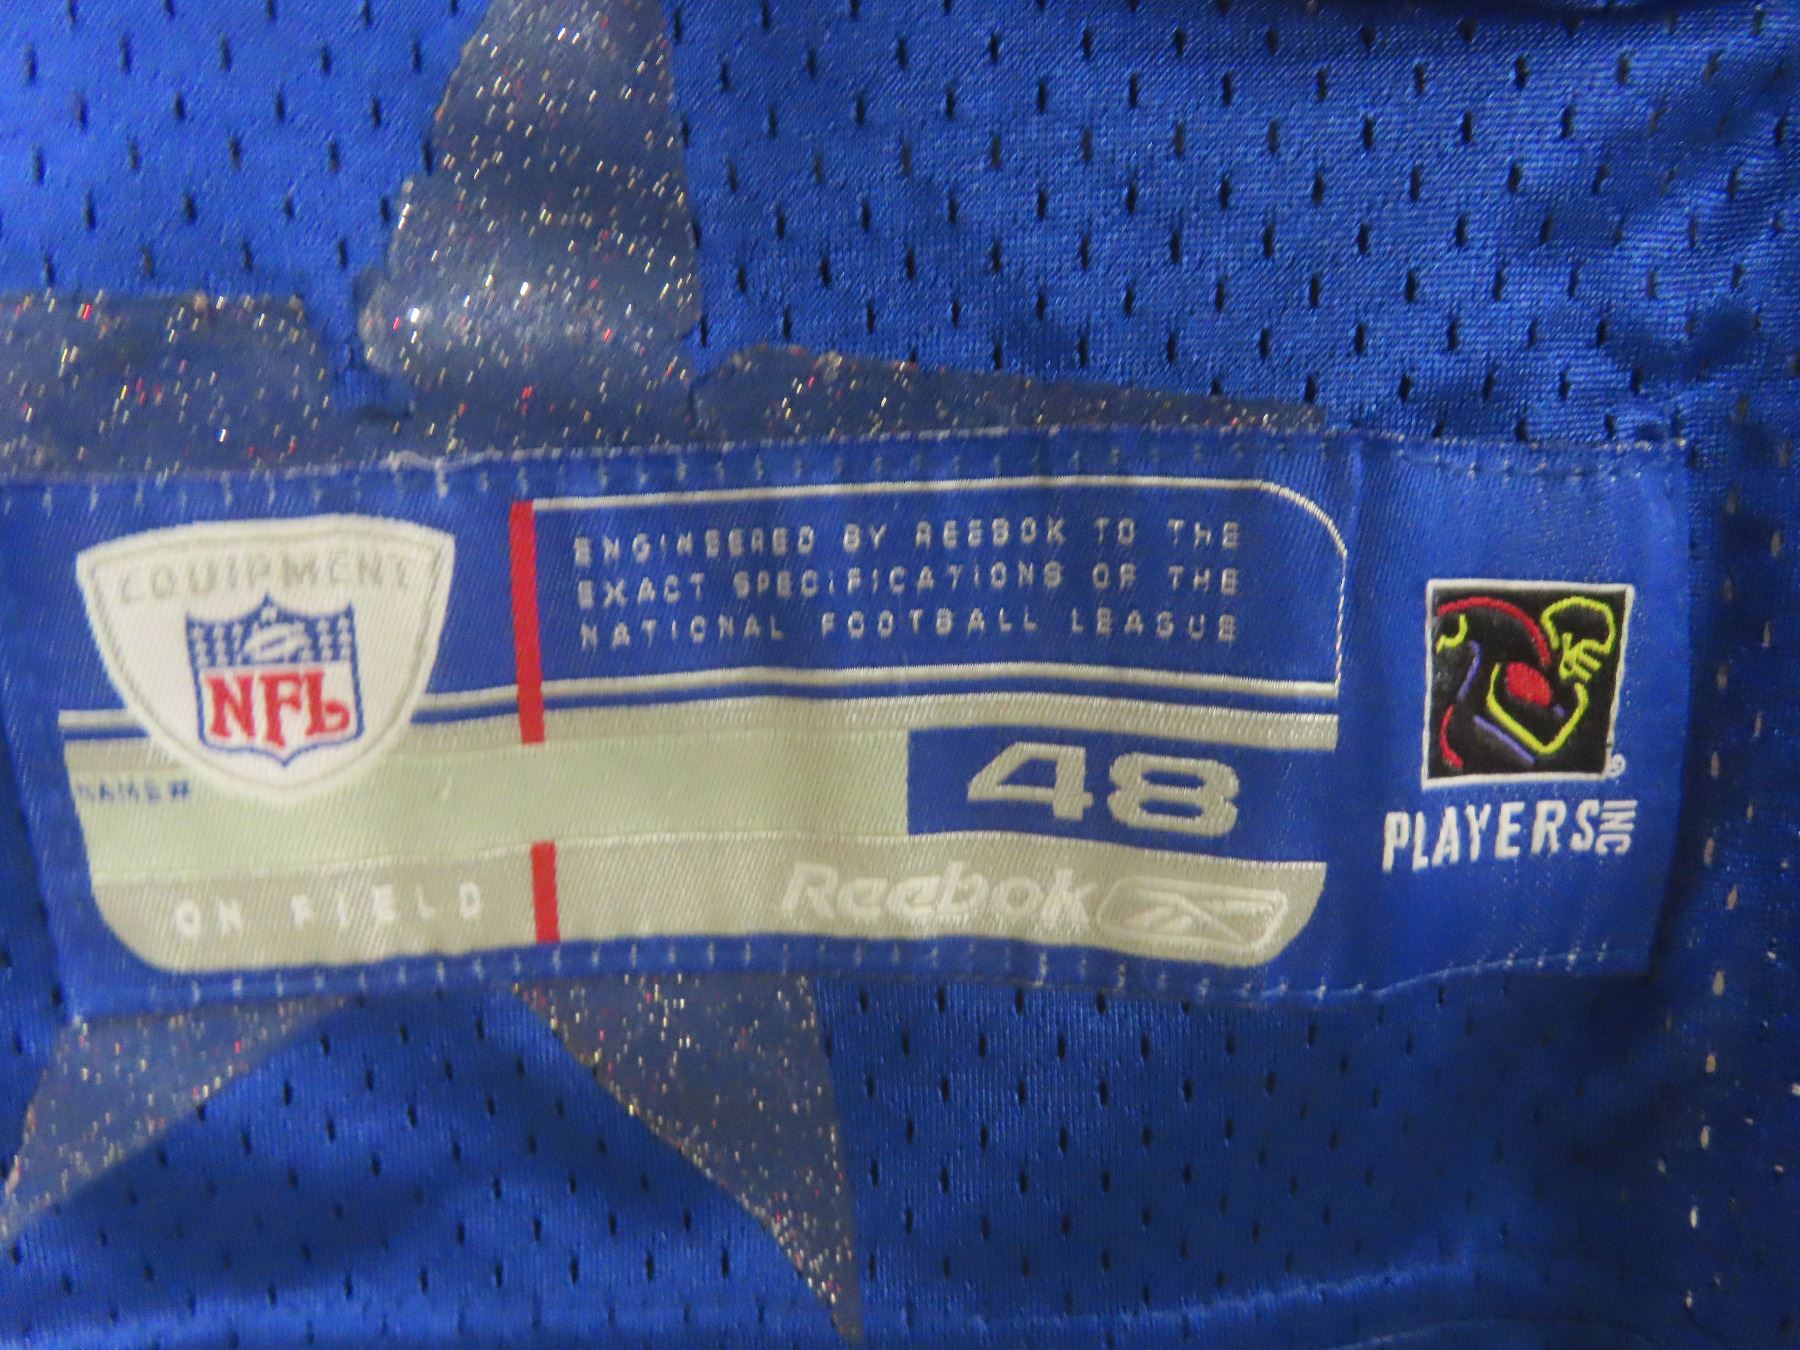 EQUIPMENT
NFL
ENGINEERED BY REEBOK TO THE
EXACT SPECIFICATIONS OF THE
NATIONAL FOOTBALL LEAGUE
NAME#
48
ON FIELD
Reebok
PLAYERS INC